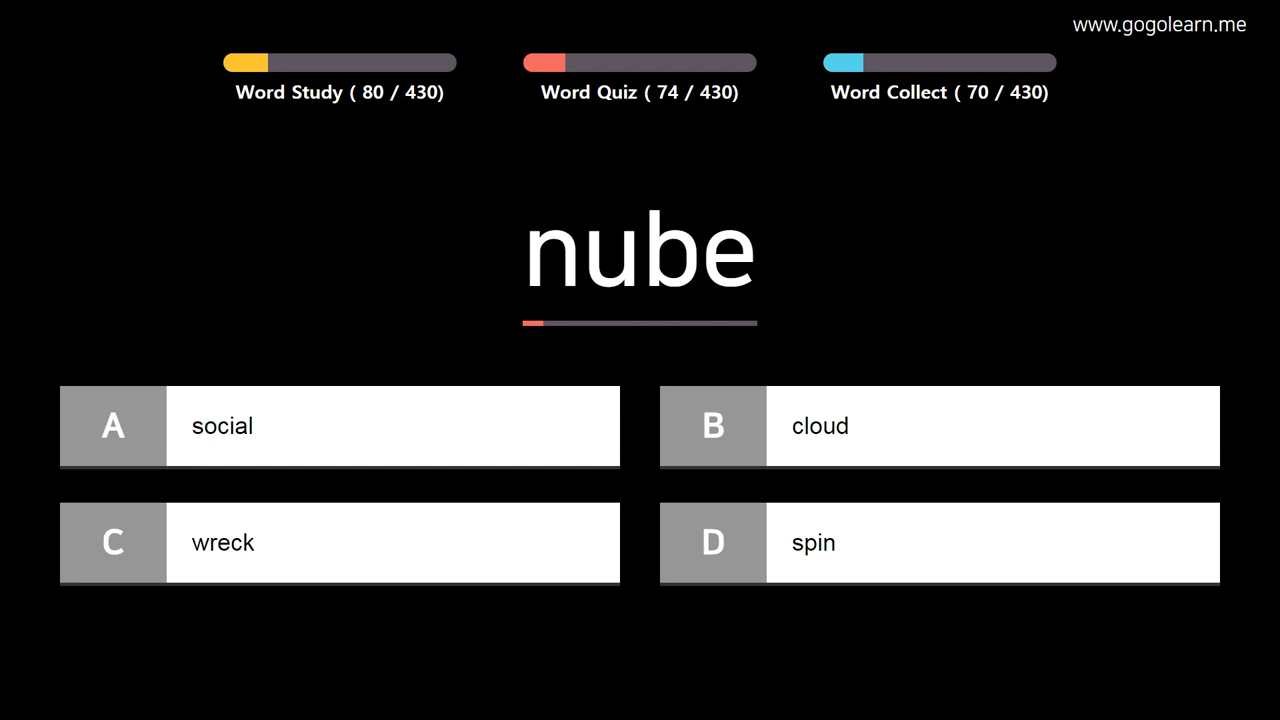 www.gogolearn.me
Word Study ( 80 / 430)
Word Quiz ( 74 / 430)
Word Collect ( 70 / 430)
nube
A social
B cloud
C wreck
D spin